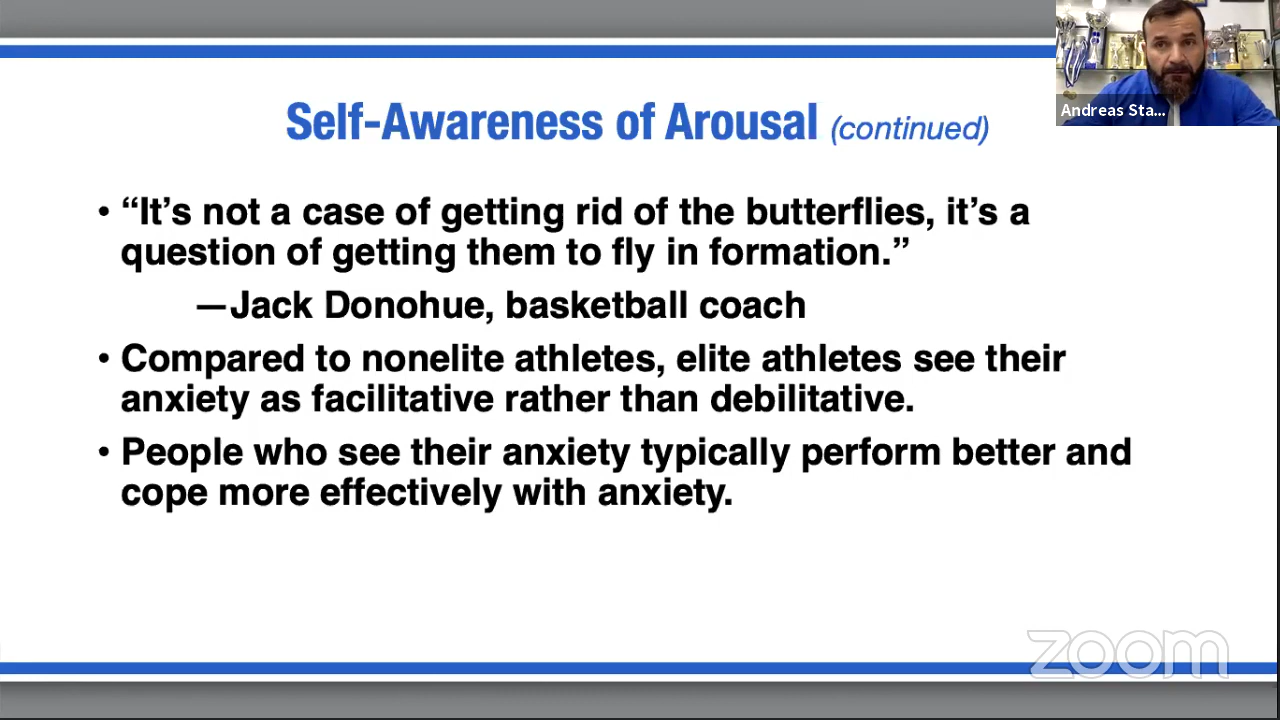 Andreas Sta...
Self-Awareness of Arousal (continued)
• “It’s not a case of getting rid of the butterflies, it’s a
question of getting them to fly in formation.”
—Jack Donohue, basketball coach
• Compared to nonelite athletes, elite athletes see their
anxiety as facilitative rather than debilitative.
• People who see their anxiety typically perform better and
cope more effectively with anxiety.
zoom